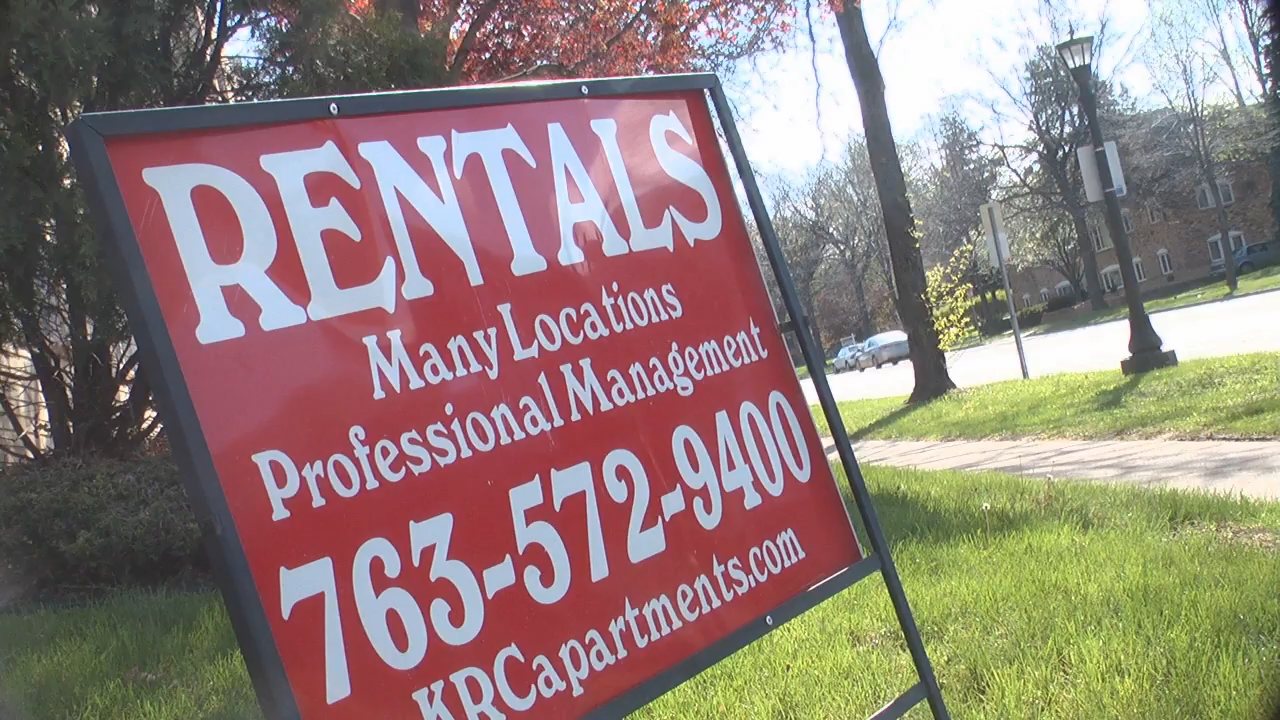 RENTALS
Many Locations
Professional Management
763-572-9400
KRCapartments.com